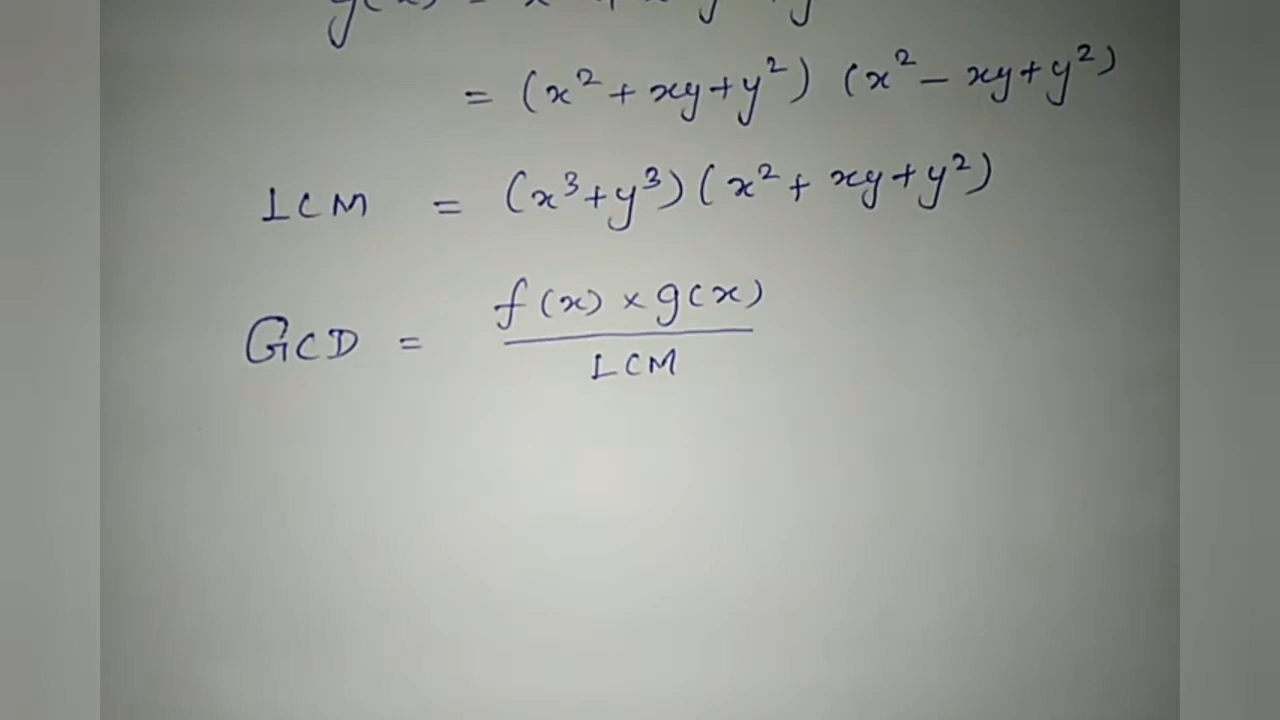 g(x) =
= (x² + xy + y²) (x² - xy + y²)
LCM = (x³ + y³) (x² + xy + y²)
GCD = f(x) × g(x)
LCM